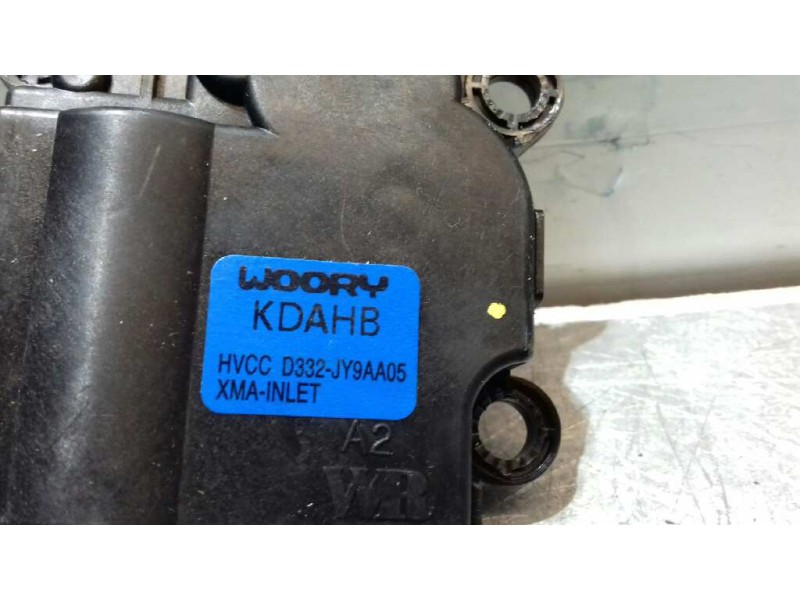 WOORY
KDAHB
HVCC D332-JY9AA05
XMA-INLET
A2
WR